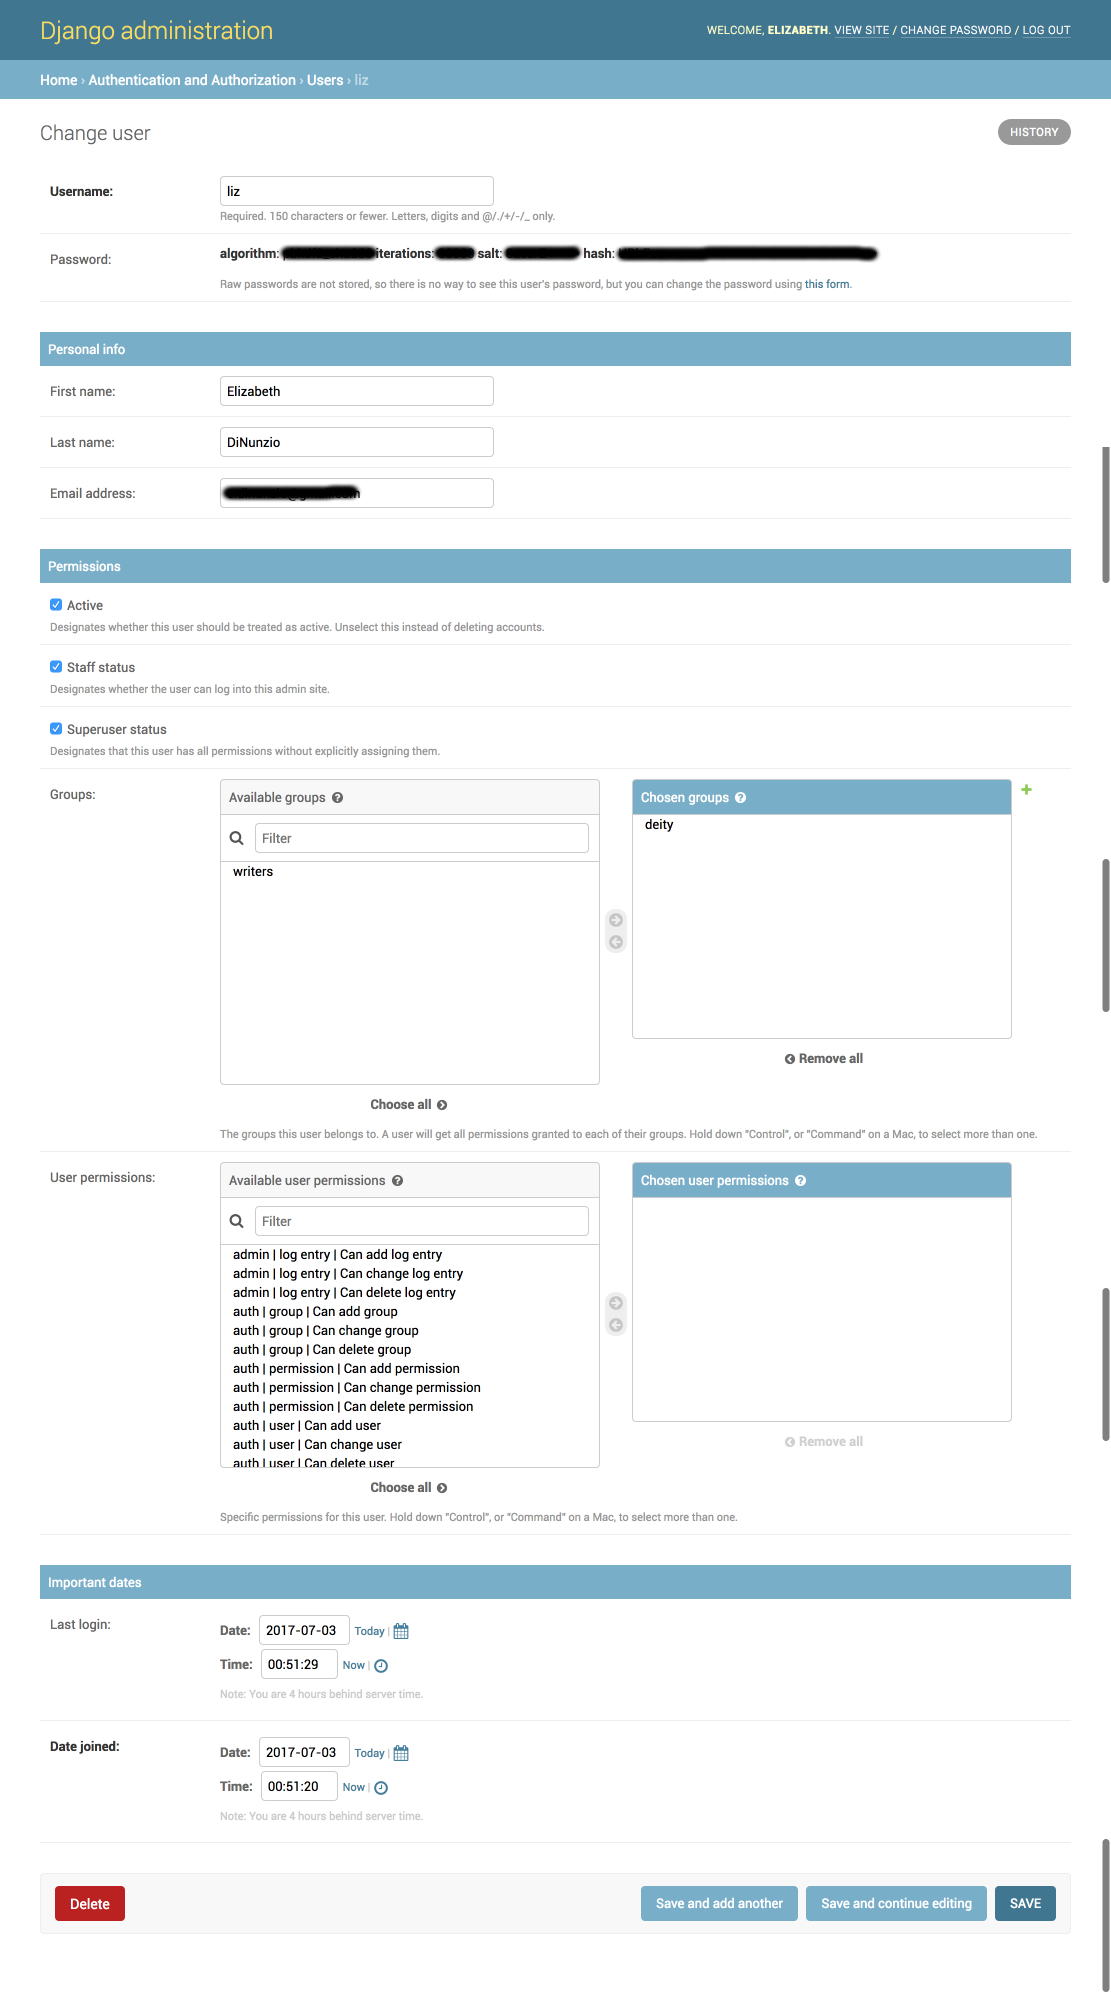 Django administration
WELCOME, ELIZABETH. VIEW SITE / CHANGE PASSWORD / LOG OUT
Home › Authentication and Authorization › Users › liz
Change user
HISTORY
Username:
liz
Required. 150 characters or fewer. Letters, digits and @/./+/-/_ only.
Password:
algorithm: iterations: salt: hash:
Raw passwords are not stored, so there is no way to see this user's password, but you can change the password using this form.
Personal info
First name:
Elizabeth
Last name:
DiNunzio
Email address:
Permissions
Active
Designates whether this user should be treated as active. Unselect this instead of deleting accounts.
Staff status
Designates whether the user can log into this admin site.
Superuser status
Designates that this user has all permissions without explicitly assigning them.
Groups:
Available groups
Filter
writers
Choose all
Chosen groups
deity
Remove all
The groups this user belongs to. A user will get all permissions granted to each of their groups. Hold down "Control", or "Command" on a Mac, to select more than one.
User permissions:
Available user permissions
Filter
admin | log entry | Can add log entry
admin | log entry | Can change log entry
admin | log entry | Can delete log entry
auth | group | Can add group
auth | group | Can change group
auth | group | Can delete group
auth | permission | Can add permission
auth | permission | Can change permission
auth | permission | Can delete permission
auth | user | Can add user
auth | user | Can change user
auth | user | Can delete user
Choose all
Chosen user permissions
Remove all
Specific permissions for this user. Hold down "Control", or "Command" on a Mac, to select more than one.
Important dates
Last login:
Date: 2017-07-03 Today |
Time: 00:51:29 Now |
Note: You are 4 hours behind server time.
Date joined:
Date: 2017-07-03 Today |
Time: 00:51:20 Now |
Note: You are 4 hours behind server time.
Delete
Save and add another
Save and continue editing
SAVE